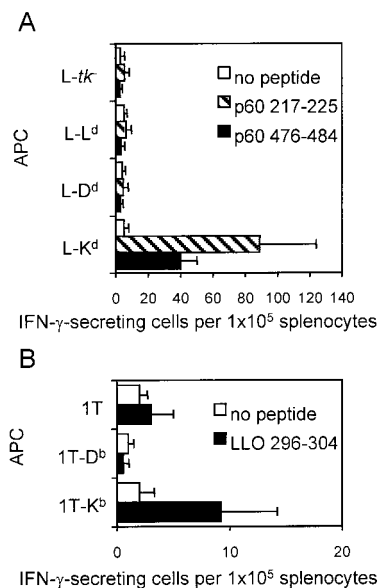 A
APC
L-tk-
L-Lᵈ
L-Dᵈ
L-Kᵈ
no peptide
p60 217-225
p60 476-484
0 20 40 60 80 100 120 140
IFN-γ-secreting cells per 1x10⁵ splenocytes
B
APC
1T
1T-Dᵇ
1T-Kᵇ
no peptide
LLO 296-304
0 10 20
IFN-γ-secreting cells per 1x10⁵ splenocytes